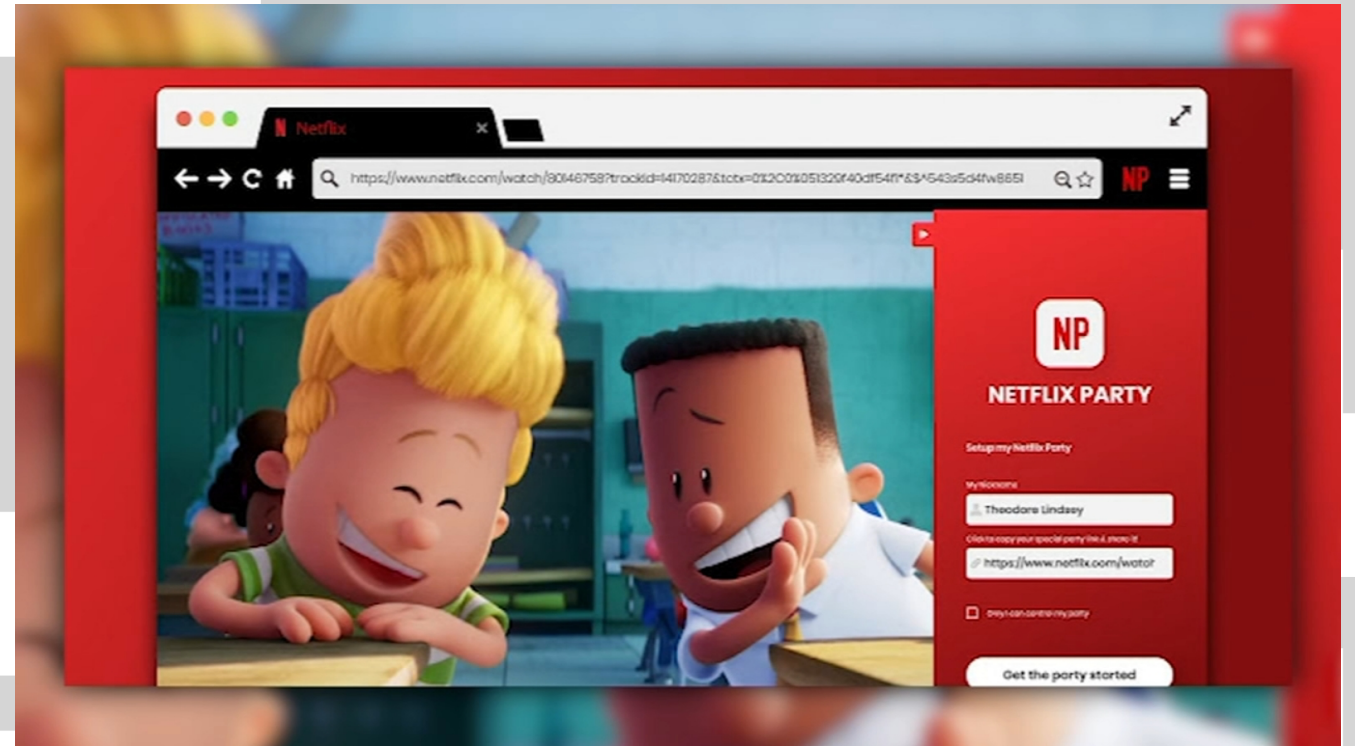 Netflix
https://www.netflix.com/watch/80146758?trackId=14170287&tctx=0%2C0%
NP
NP
NETFLIX PARTY
Setup my Netflix Party
My Nickname
Theodore Lindsey
Click to copy your special party link & share it!
https://www.netflix.com/watch
Only I can control my party
Get the party started